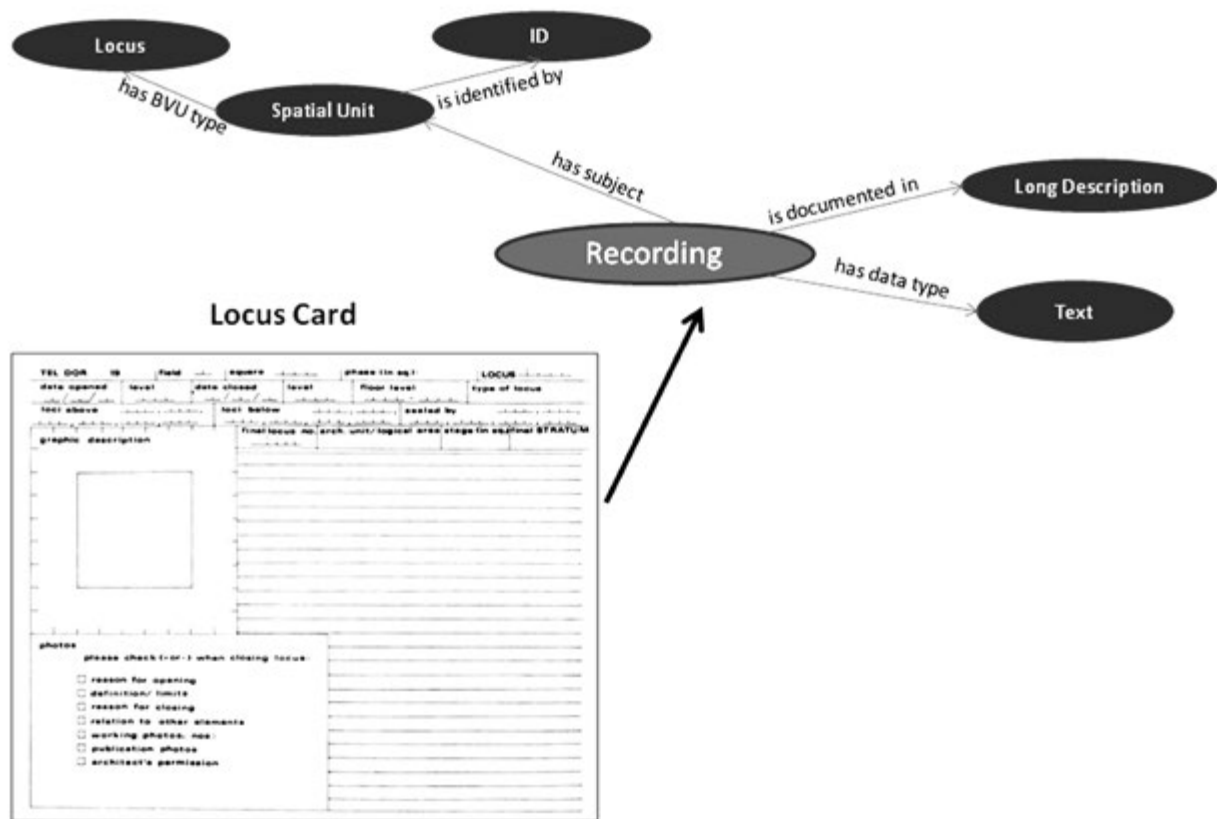 Locus
ID
has BVU type
Spatial Unit
is identified by
has subject
is documented in
Long Description
Recording
has data type
Text
Locus Card
TEL DOR 19 field square phase (in sq.) LOCUS
date opened level date closed level floor level type of locus
loci above loci below sealed by
graphic description
final locus no. arch. unit/logical area stage (in sq.) final STRATUM
photos
please check (+or-) when closing locus:
reason for opening
definition/ limits
reason for closing
relation to other elements
working photos, nos:
publication photos
architect's permission